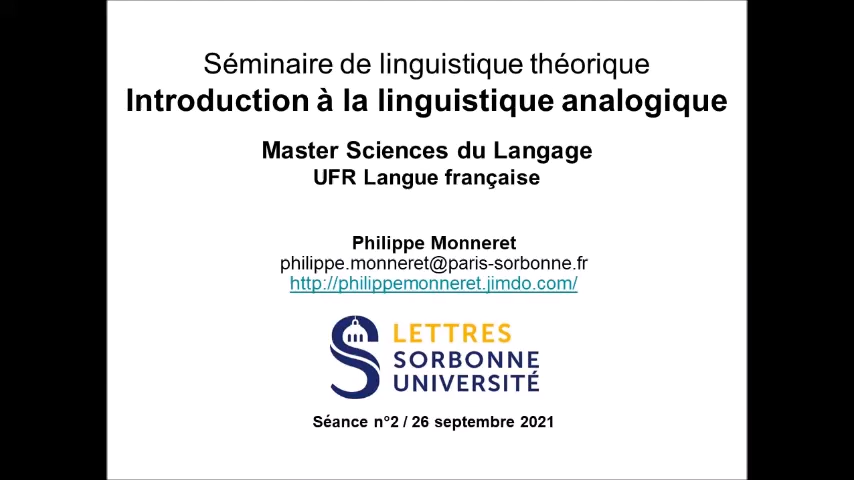 Séminaire de linguistique théorique
Introduction à la linguistique analogique
Master Sciences du Langage
UFR Langue française
Philippe Monneret
philippe.monneret@paris-sorbonne.fr
http://philippemonneret.jimdo.com/
LETTRES
SORBONNE
UNIVERSITÉ
Séance n°2 / 26 septembre 2021